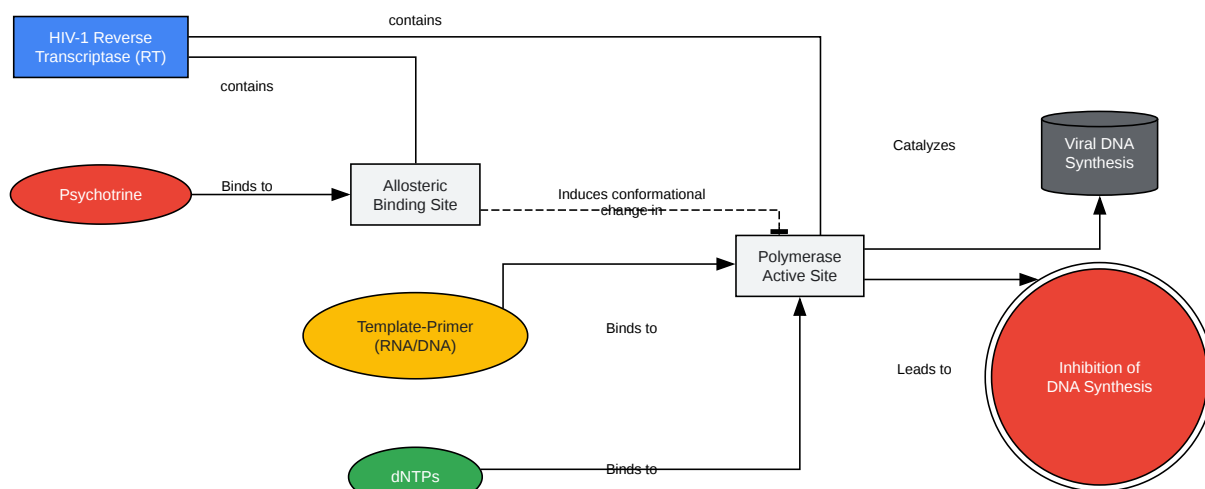 contains
HIV-1 Reverse
Transcriptase (RT)
contains
Catalyzes
Viral DNA
Synthesis
Psychotrine
Binds to
Allosteric
Binding Site
Induces conformational
change in
Polymerase
Active Site
Template-Primer
(RNA/DNA)
Binds to
Leads to
Inhibition of
DNA Synthesis
dNTPs
Binds to